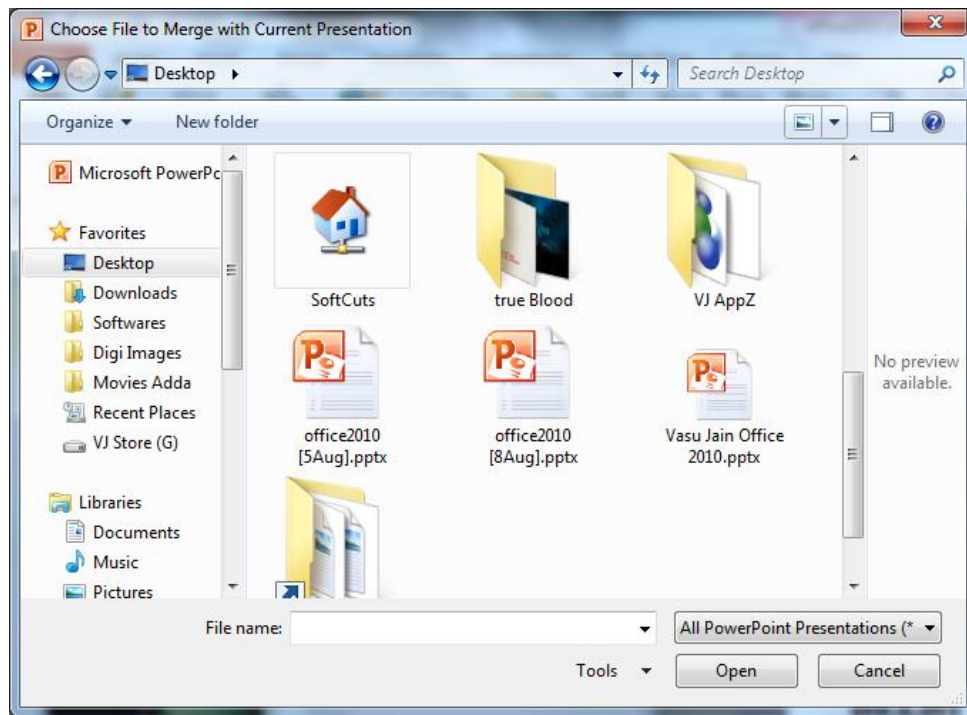 Choose File to Merge with Current Presentation
Desktop
Search Desktop
Organize
New folder
Microsoft PowerPc
Favorites
Desktop
Downloads
Softwares
Digi Images
Movies Adda
Recent Places
VJ Store (G)
Libraries
Documents
Music
Pictures
SoftCuts
true Blood
VJ AppZ
office2010
[5Aug].pptx
office2010
[8Aug].pptx
Vasu Jain Office
2010.pptx
No preview
available.
File name:
All PowerPoint Presentations (*
Tools
Open
Cancel